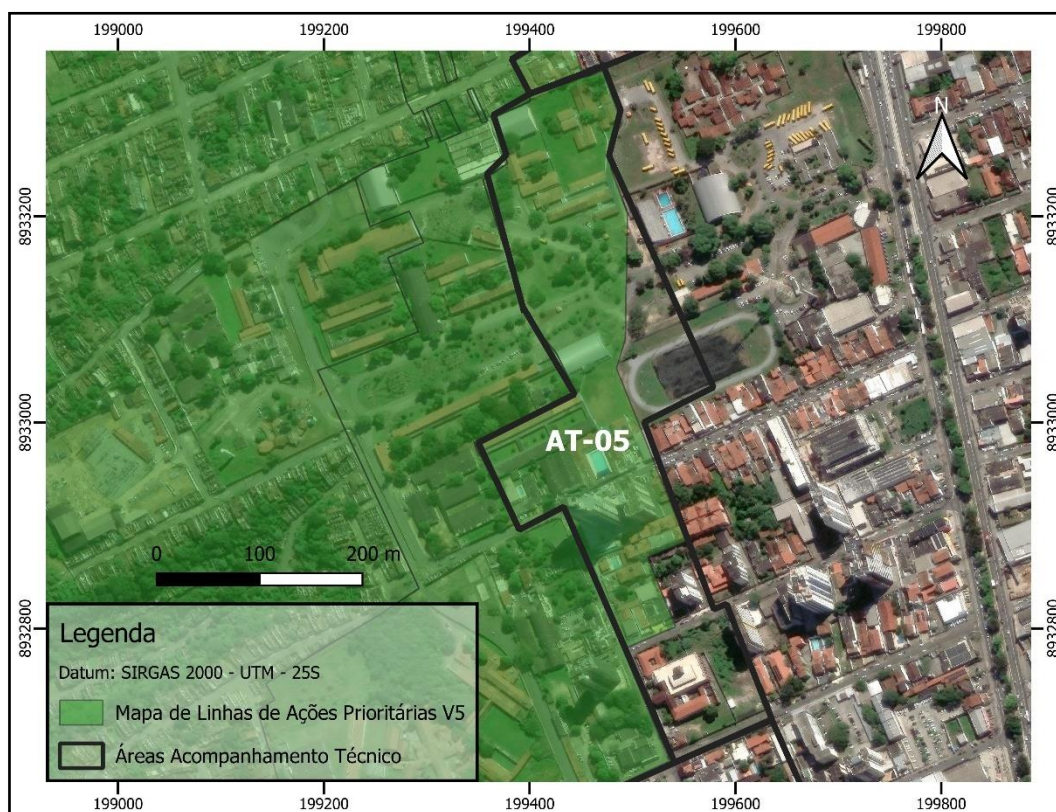 199000 199200 199400 199600 199800
N
8933200 8933200
8933000 8933000
AT-05
0 100 200 m
8932800 8932800
Legenda
Datum: SIRGAS 2000 - UTM - 25S
Mapa de Linhas de Ações Prioritárias V5
Áreas Acompanhamento Técnico
199000 199200 199400 199600 199800